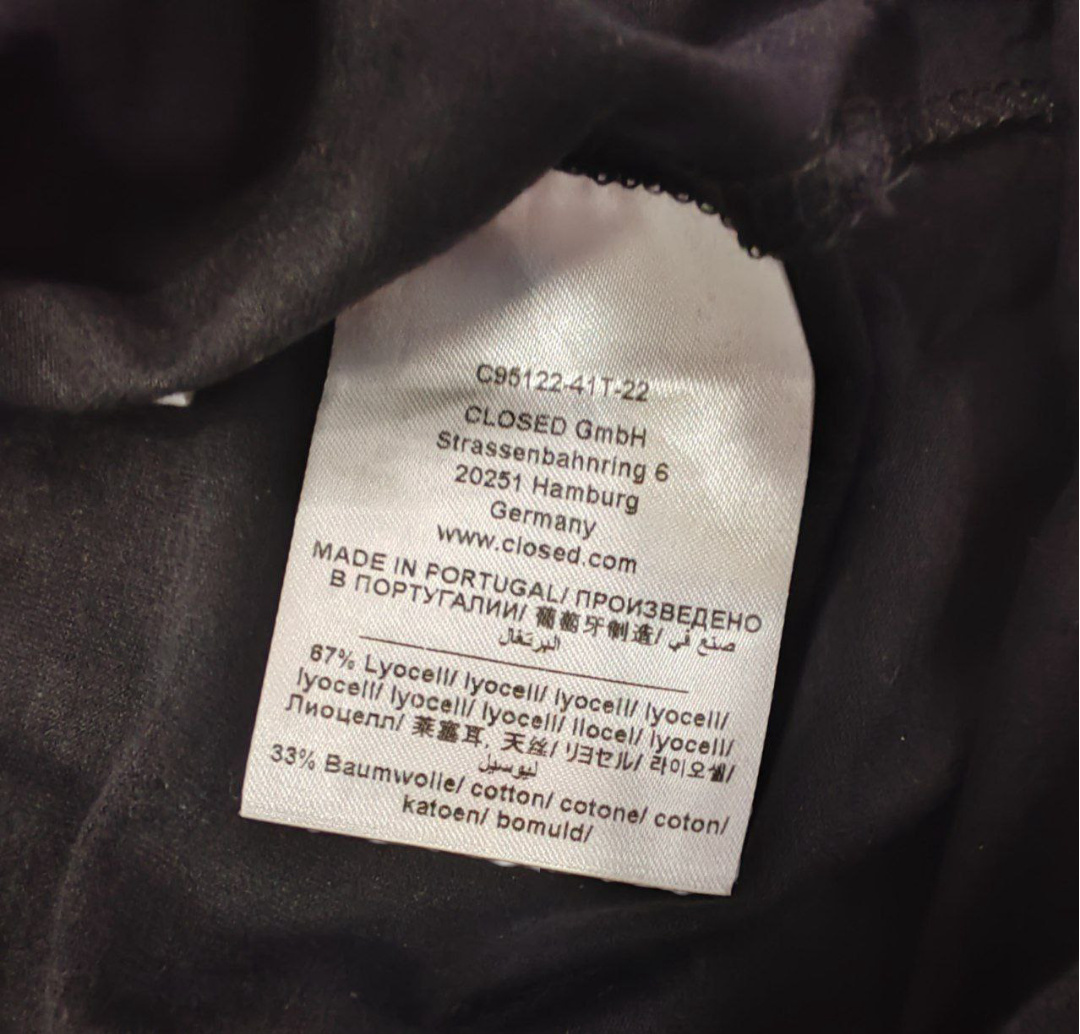 C95122-41T-22
CLOSED GmbH
Strassenbahnring 6
20251 Hamburg
Germany
www.closed.com
MADE IN PORTUGAL/ ПРОИЗВЕДЕНО
В ПОРТУГАЛИИ/ 葡萄牙制造/ صنع في
البرتغال
67% Lyocell/ lyocell/ lyocell/ lyocell/
lyocell/ lyocell/ lyocell/ liocel/ lyocell/
Лиоцелл/ 莱塞耳, 天丝/ リヨセル/ 라이오셀/
ليوسيل
33% Baumwolle/ cotton/ cotone/ coton/
katoen/ bomuld/